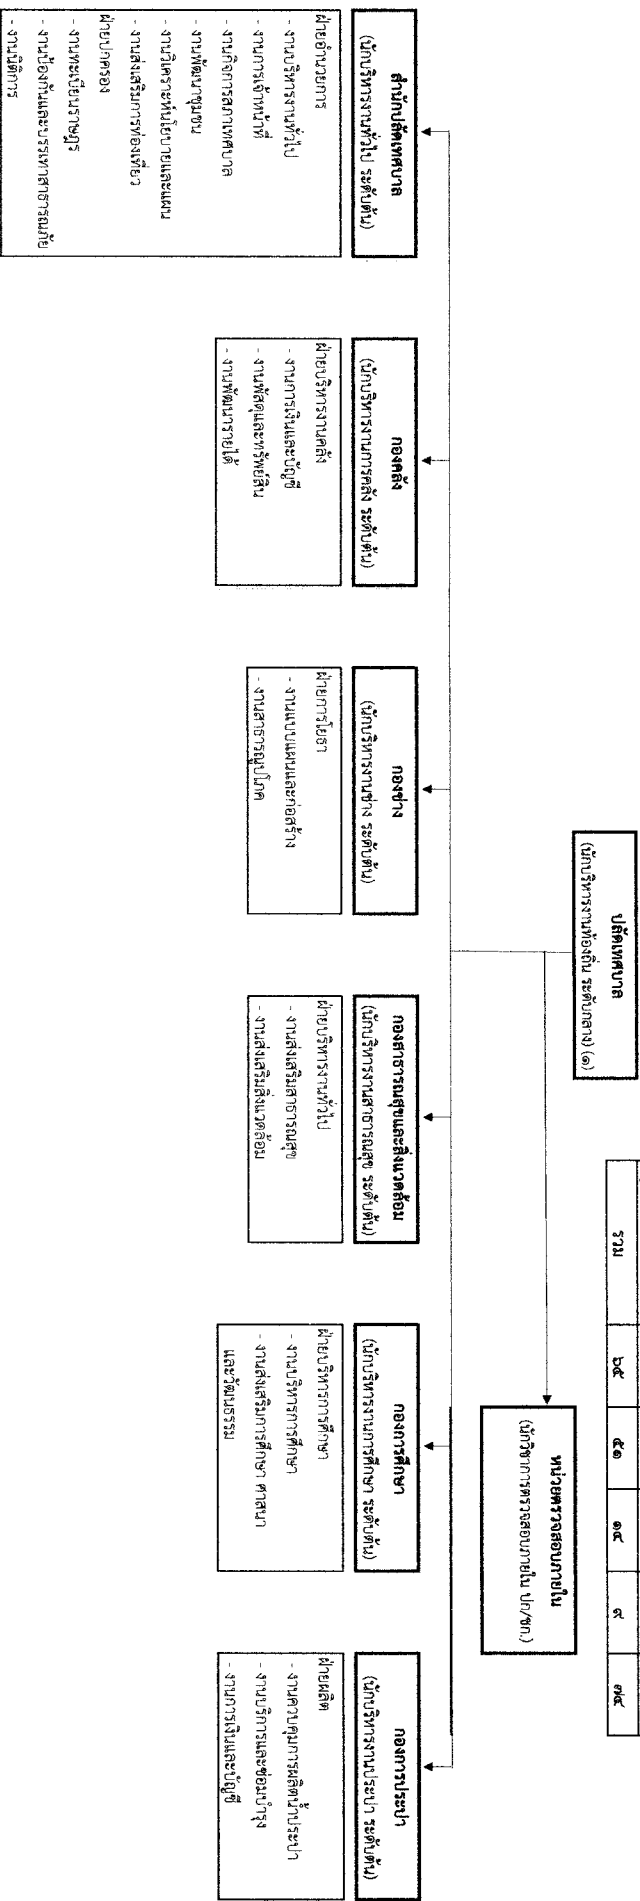 รวม ๖๕ ๕๑ ๑๔ ๙ ๗๔
ปลัดเทศบาล
(นักบริหารงานท้องถิ่น ระดับกลาง) (๑)
หน่วยตรวจสอบภายใน
(นักวิชาการตรวจสอบภายใน ปก/ชก.)
สำนักปลัดเทศบาล
(นักบริหารงานทั่วไป ระดับต้น)
ฝ่ายอำนวยการ
- งานบริหารงานทั่วไป
- งานการเจ้าหน้าที่
- งานกิจการสภาเทศบาล
- งานพัฒนาชุมชน
- งานวิเคราะห์นโยบายและแผน
- งานส่งเสริมการท่องเที่ยว
ฝ่ายปกครอง
- งานทะเบียนราษฎร
- งานป้องกันและบรรเทาสาธารณภัย
- งานนิติการ
กองคลัง
(นักบริหารงานการคลัง ระดับต้น)
ฝ่ายบริหารงานคลัง
- งานการเงินและบัญชี
- งานพัสดุและทรัพย์สิน
- งานพัฒนารายได้
กองช่าง
(นักบริหารงานช่าง ระดับต้น)
ฝ่ายการโยธา
- งานแบบแผนและก่อสร้าง
- งานสาธารณูปโภค
กองสาธารณสุขและสิ่งแวดล้อม
(นักบริหารงานสาธารณสุข ระดับต้น)
ฝ่ายบริหารงานทั่วไป
- งานส่งเสริมสาธารณสุข
- งานส่งเสริมสิ่งแวดล้อม
กองการศึกษา
(นักบริหารงานการศึกษา ระดับต้น)
ฝ่ายบริหารการศึกษา
- งานบริหารการศึกษา
- งานส่งเสริมการศึกษา ศาสนา
และวัฒนธรรม
กองการประปา
(นักบริหารงานประปา ระดับต้น)
ฝ่ายผลิต
- งานควบคุมการผลิตน้ำประปา
- งานบริการและซ่อมบำรุง
- งานการเงินและบัญชี